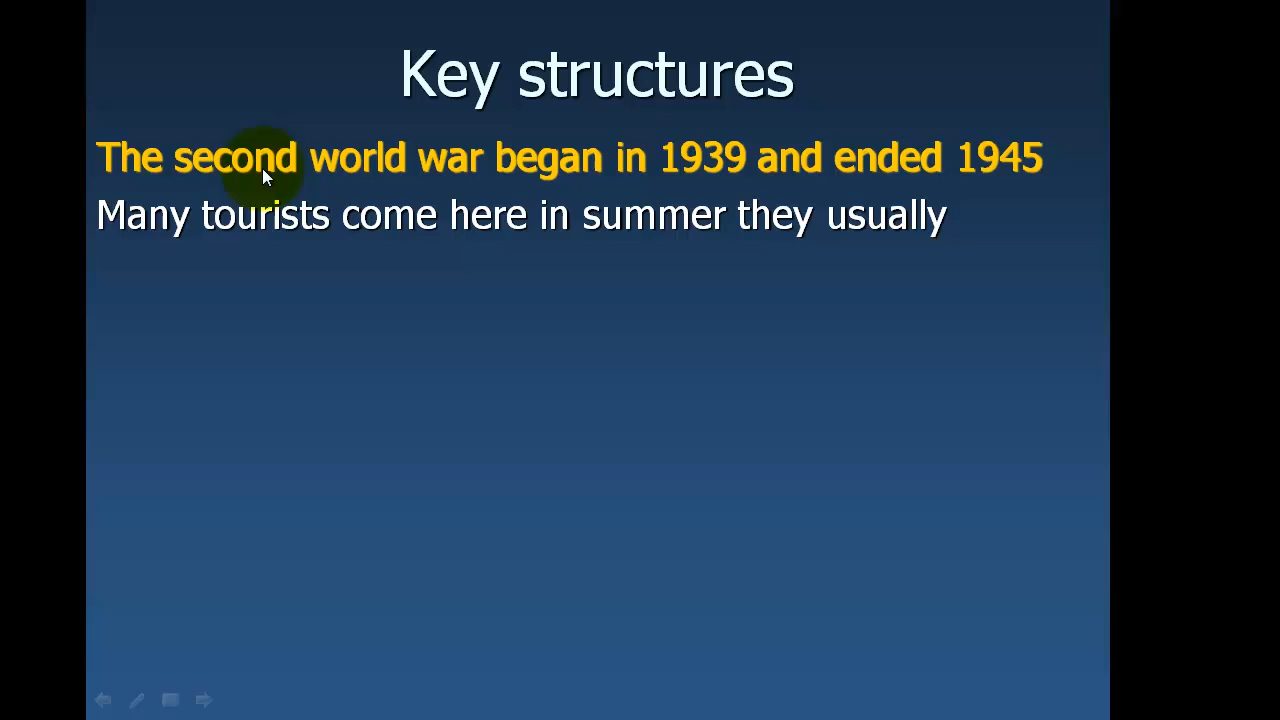 Key structures
The second world war began in 1939 and ended 1945
Many tourists come here in summer they usually